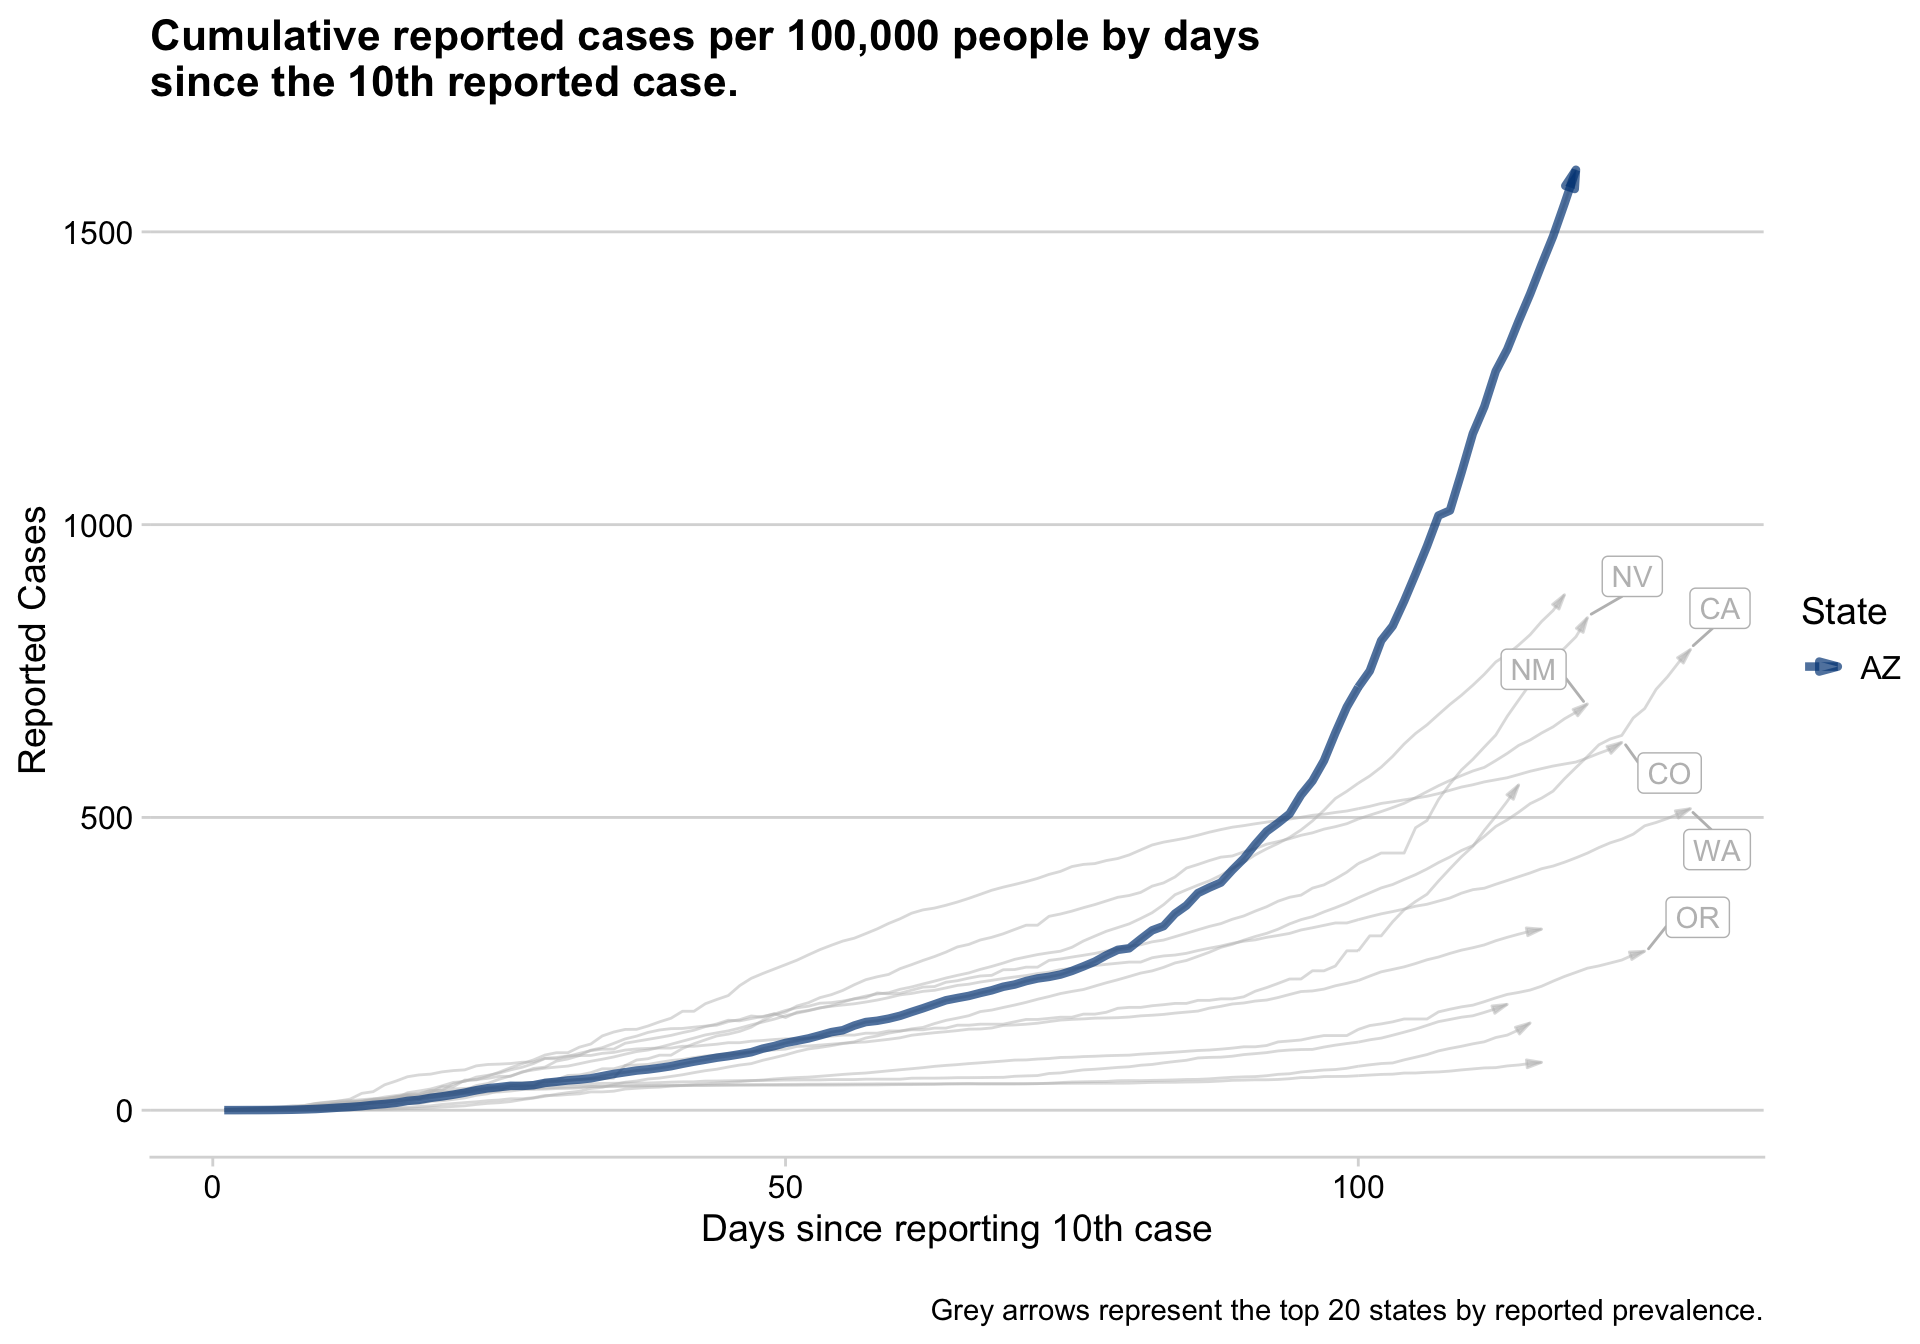 Cumulative reported cases per 100,000 people by days
since the 10th reported case.
1500
1000
500
0
Reported Cases
NV
CA
NM
CO
WA
OR
State
AZ
0 50 100
Days since reporting 10th case
Grey arrows represent the top 20 states by reported prevalence.